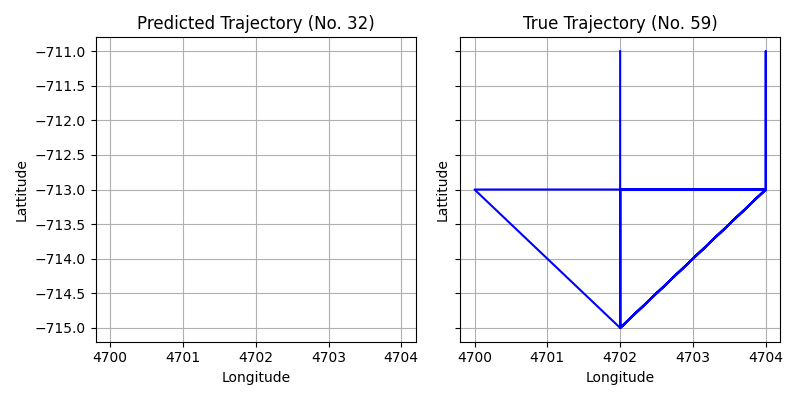 Predicted Trajectory (No. 32)
True Trajectory (No. 59)
Lattitude
−711.0
−711.5
−712.0
−712.5
−713.0
−713.5
−714.0
−714.5
−715.0
4700 4701 4702 4703 4704
Longitude
Lattitude
4700 4701 4702 4703 4704
Longitude